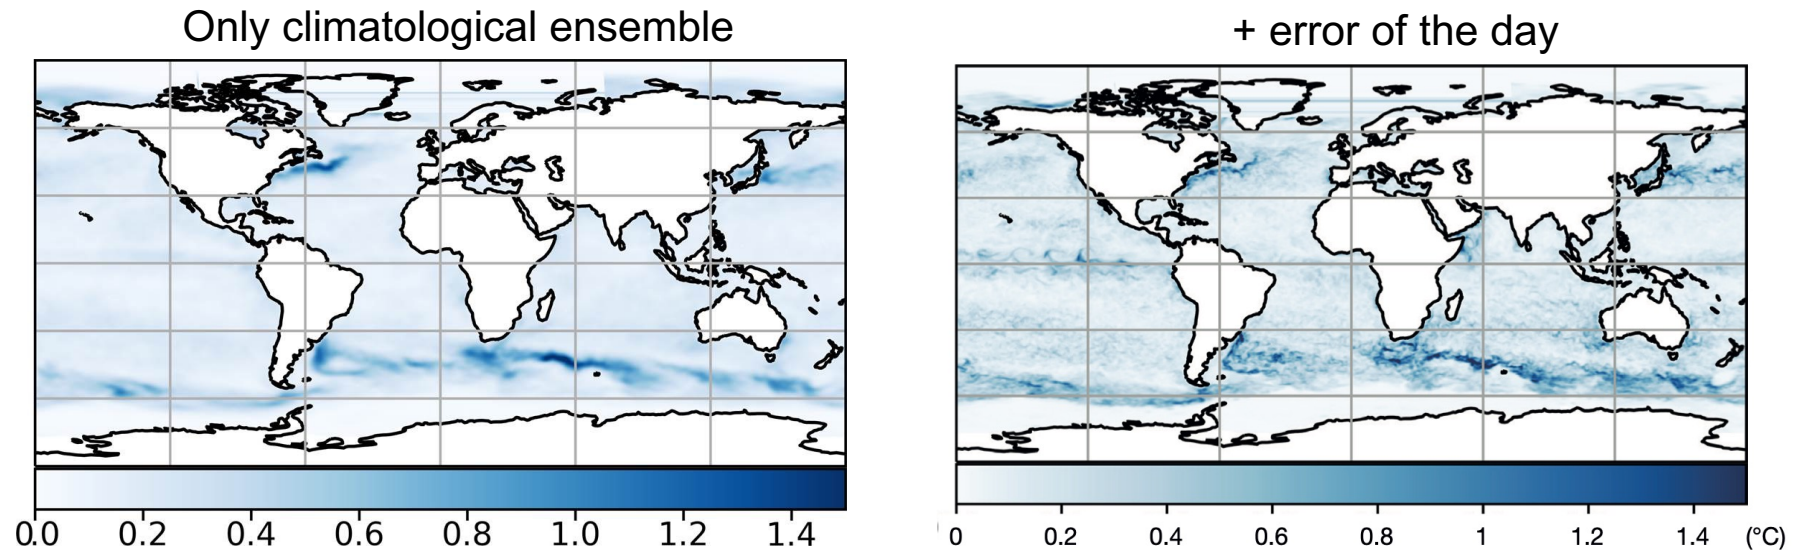 Only climatological ensemble
+ error of the day
0.0 0.2 0.4 0.6 0.8 1.0 1.2 1.4
0 0.2 0.4 0.6 0.8 1 1.2 1.4 (°C)